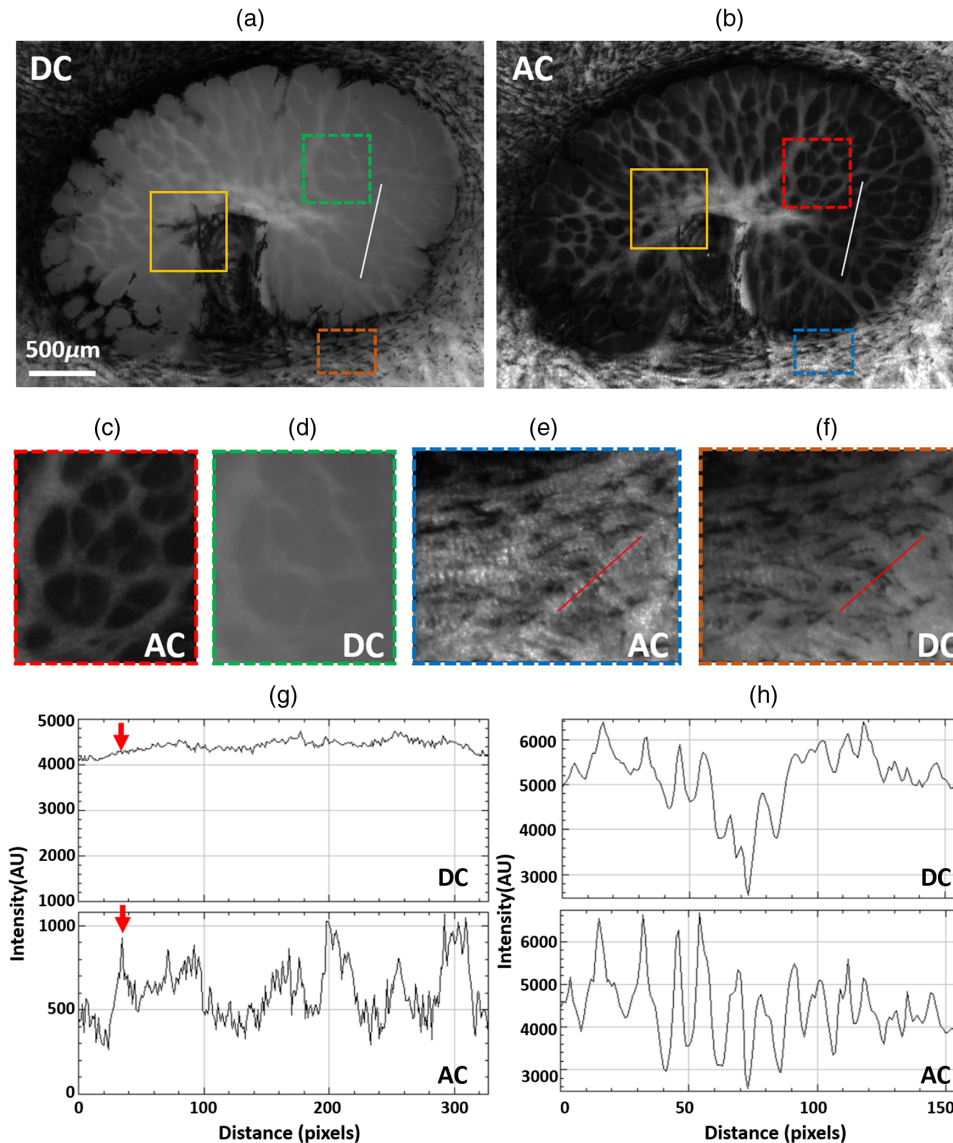 (a)
(b)
DC
AC
500μm
(c)
(d)
(e)
(f)
AC
DC
AC
DC
(g)
(h)
5000
4000
3000
2000
1000
DC
1000
500
0
AC
Intensity(AU)
0
100
200
300
Distance (pixels)
6000
5000
4000
3000
DC
6000
5000
4000
3000
AC
Intensity(AU)
0
50
100
150
Distance (pixels)